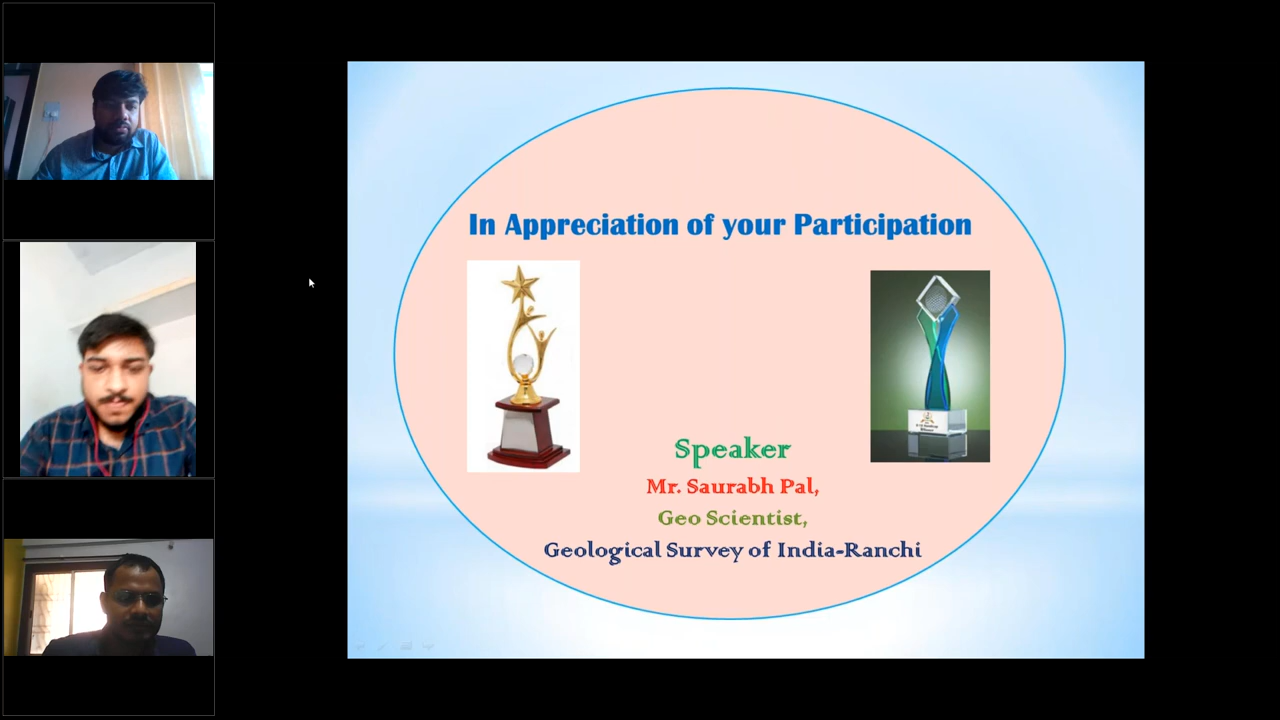 In Appreciation of your Participation
Speaker
Mr. Saurabh Pal,
Geo Scientist,
Geological Survey of India-Ranchi